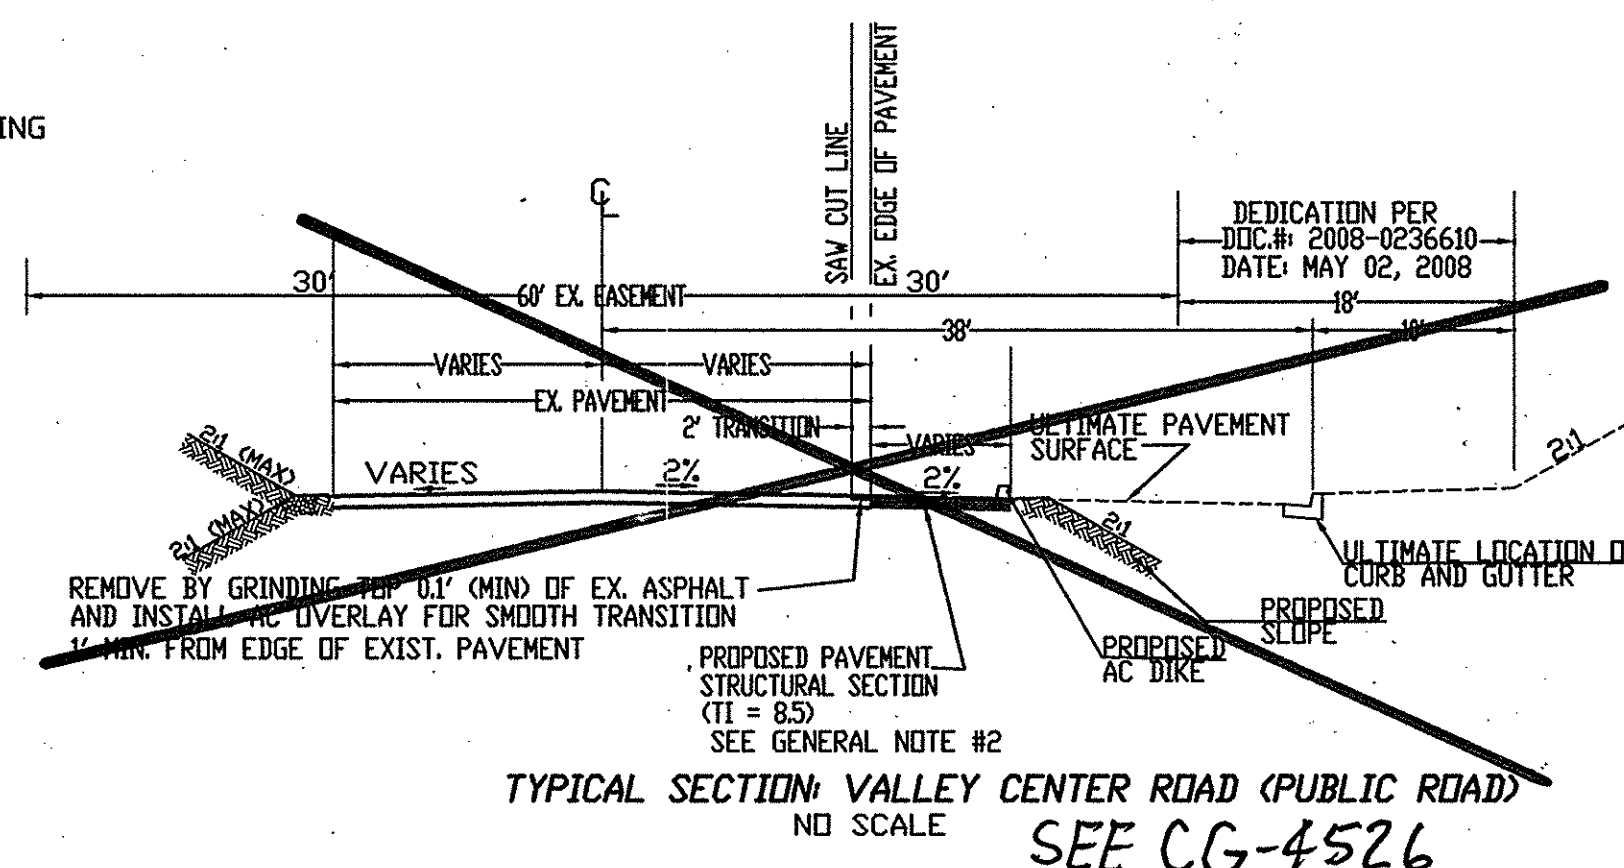 ING
SAW CUT LINE
EX. EDGE OF PAVEMENT
℄
DEDICATION PER
DOC.#: 2008-0236610
DATE: MAY 02, 2008
30'
60' EX. EASEMENT
30'
18'
38'
10'
VARIES
VARIES
EX. PAVEMENT
2' TRANSITION
VARIES
ULTIMATE PAVEMENT
SURFACE
2:1 (MAX)
VARIES
2%
2%
2:1
2:1 (MAX)
2:1
ULTIMATE LOCATION O
CURB AND GUTTER
REMOVE BY GRINDING TOP 0.1' (MIN) OF EX. ASPHALT
AND INSTALL AC OVERLAY FOR SMOOTH TRANSITION
1' MIN. FROM EDGE OF EXIST. PAVEMENT
PROPOSED
SLOPE
PROPOSED
AC DIKE
PROPOSED PAVEMENT
STRUCTURAL SECTION
(TI = 8.5)
SEE GENERAL NOTE #2
TYPICAL SECTION: VALLEY CENTER ROAD (PUBLIC ROAD)
NO SCALE
SEE CG-4526